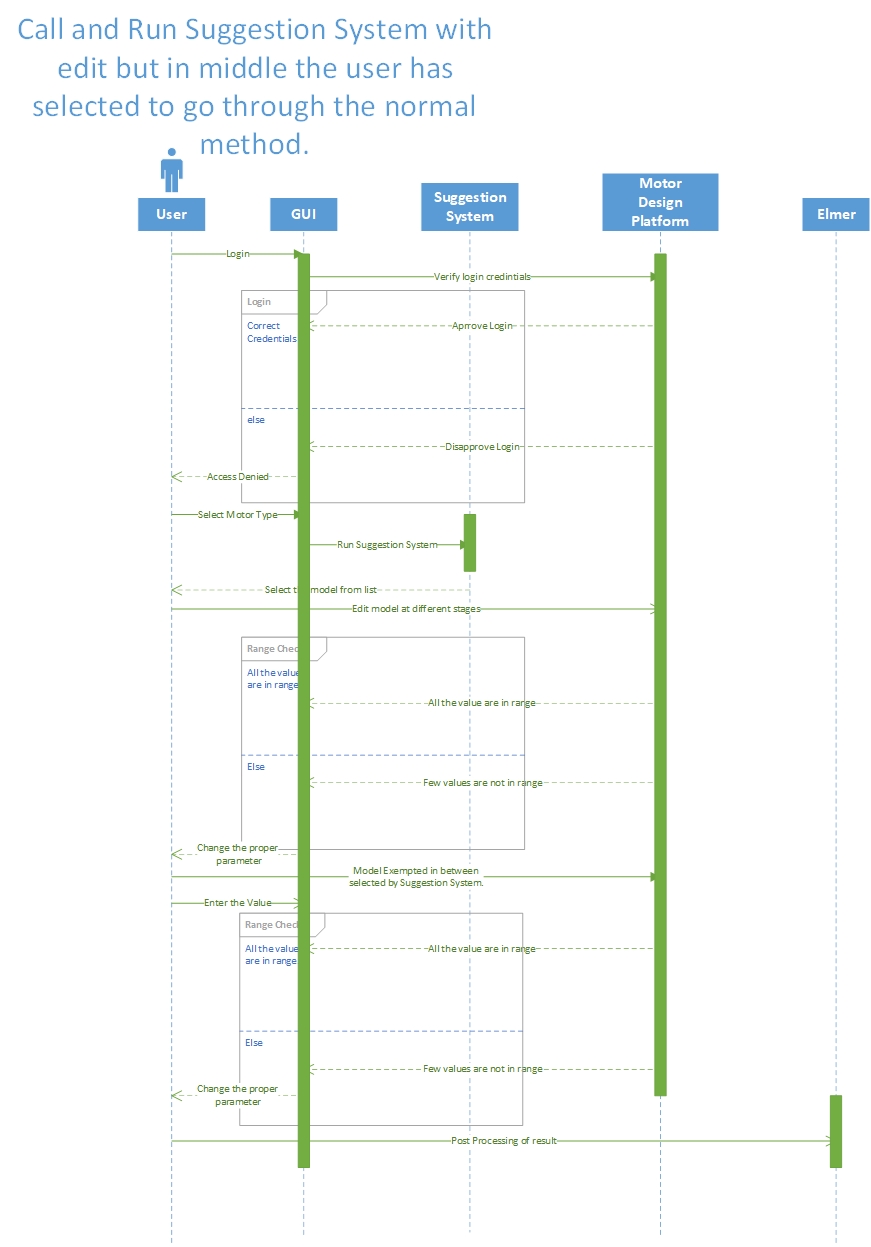 Call and Run Suggestion System with
edit but in middle the user has
selected to go through the normal
method.
User
GUI
Suggestion
System
Motor
Design
Platform
Elmer
Login
Verify login credintials
Login
Correct
Credentials
Aprrove Login
else
Disapprove Login
Access Denied
Select Motor Type
Run Suggestion System
Select the model from list
Edit model at different stages
Range Chec
All the value
are in range
All the value are in range
Else
Few values are not in range
Change the proper
parameter
Model Exempted in between
selected by Suggestion System.
Enter the Value
Range Chec
All the value
are in range
All the value are in range
Else
Few values are not in range
Change the proper
parameter
Post Processing of result